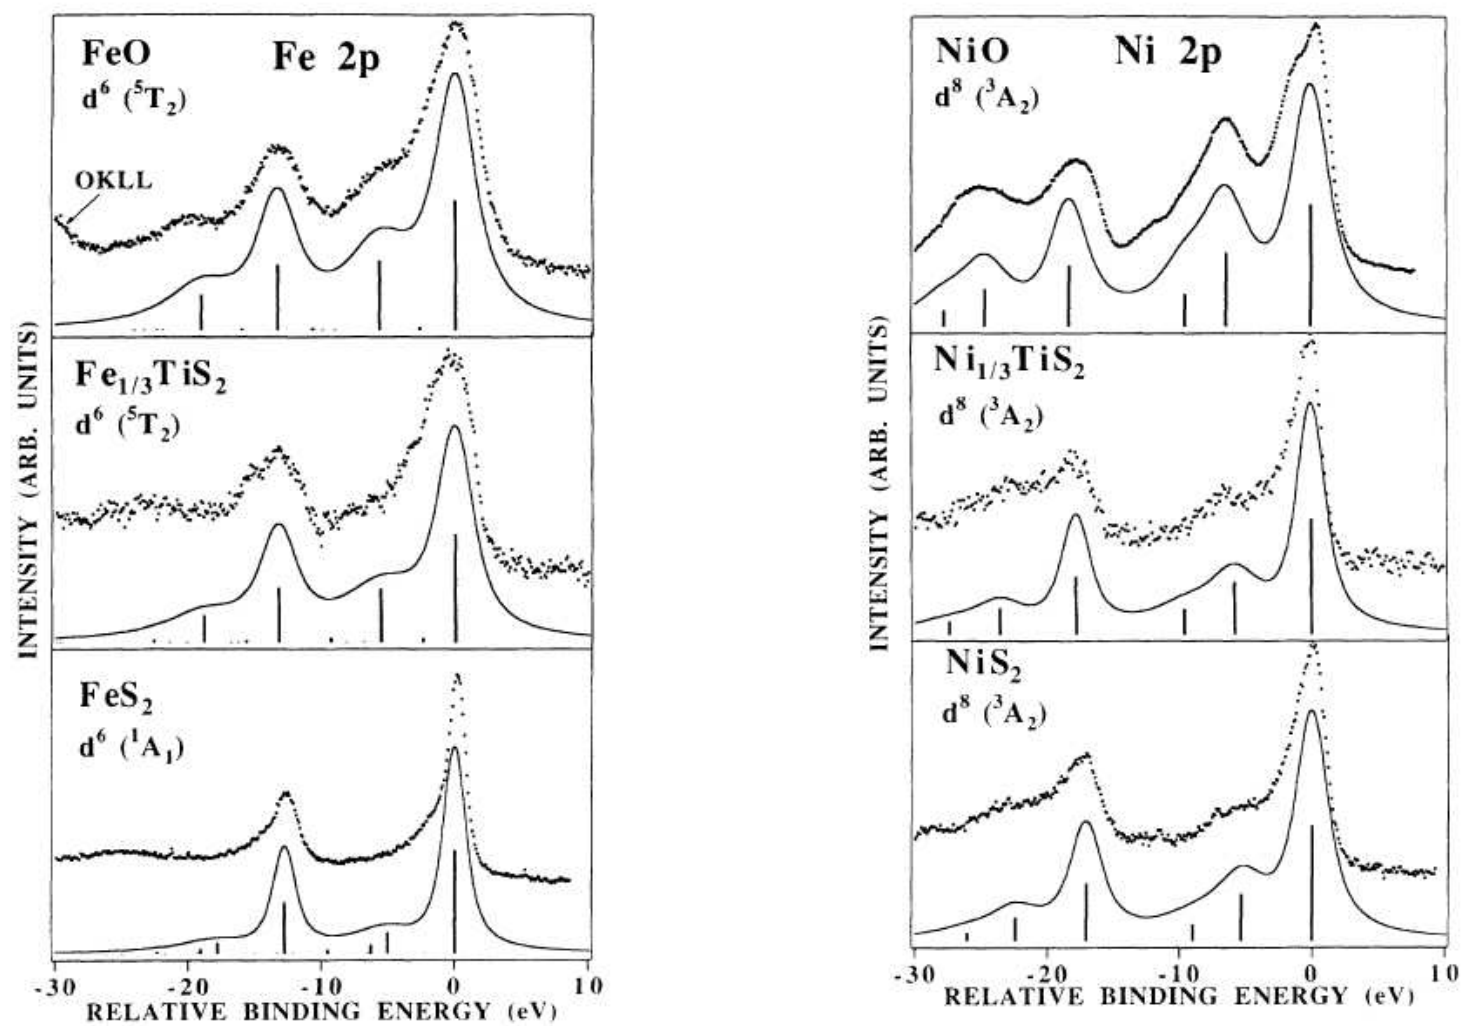 FeO
Fe 2p
d⁶ (⁵T₂)
OKLL
Fe₁/₃TiS₂
d⁶ (⁵T₂)
FeS₂
d⁶ (¹A₁)
INTENSITY (ARB. UNITS)
-30 -20 -10 0 10
RELATIVE BINDING ENERGY (eV)
NiO
Ni 2p
d⁸ (³A₂)
Ni₁/₃TiS₂
d⁸ (³A₂)
NiS₂
d⁸ (³A₂)
INTENSITY (ARB. UNITS)
-30 -20 -10 0 10
RELATIVE BINDING ENERGY (eV)